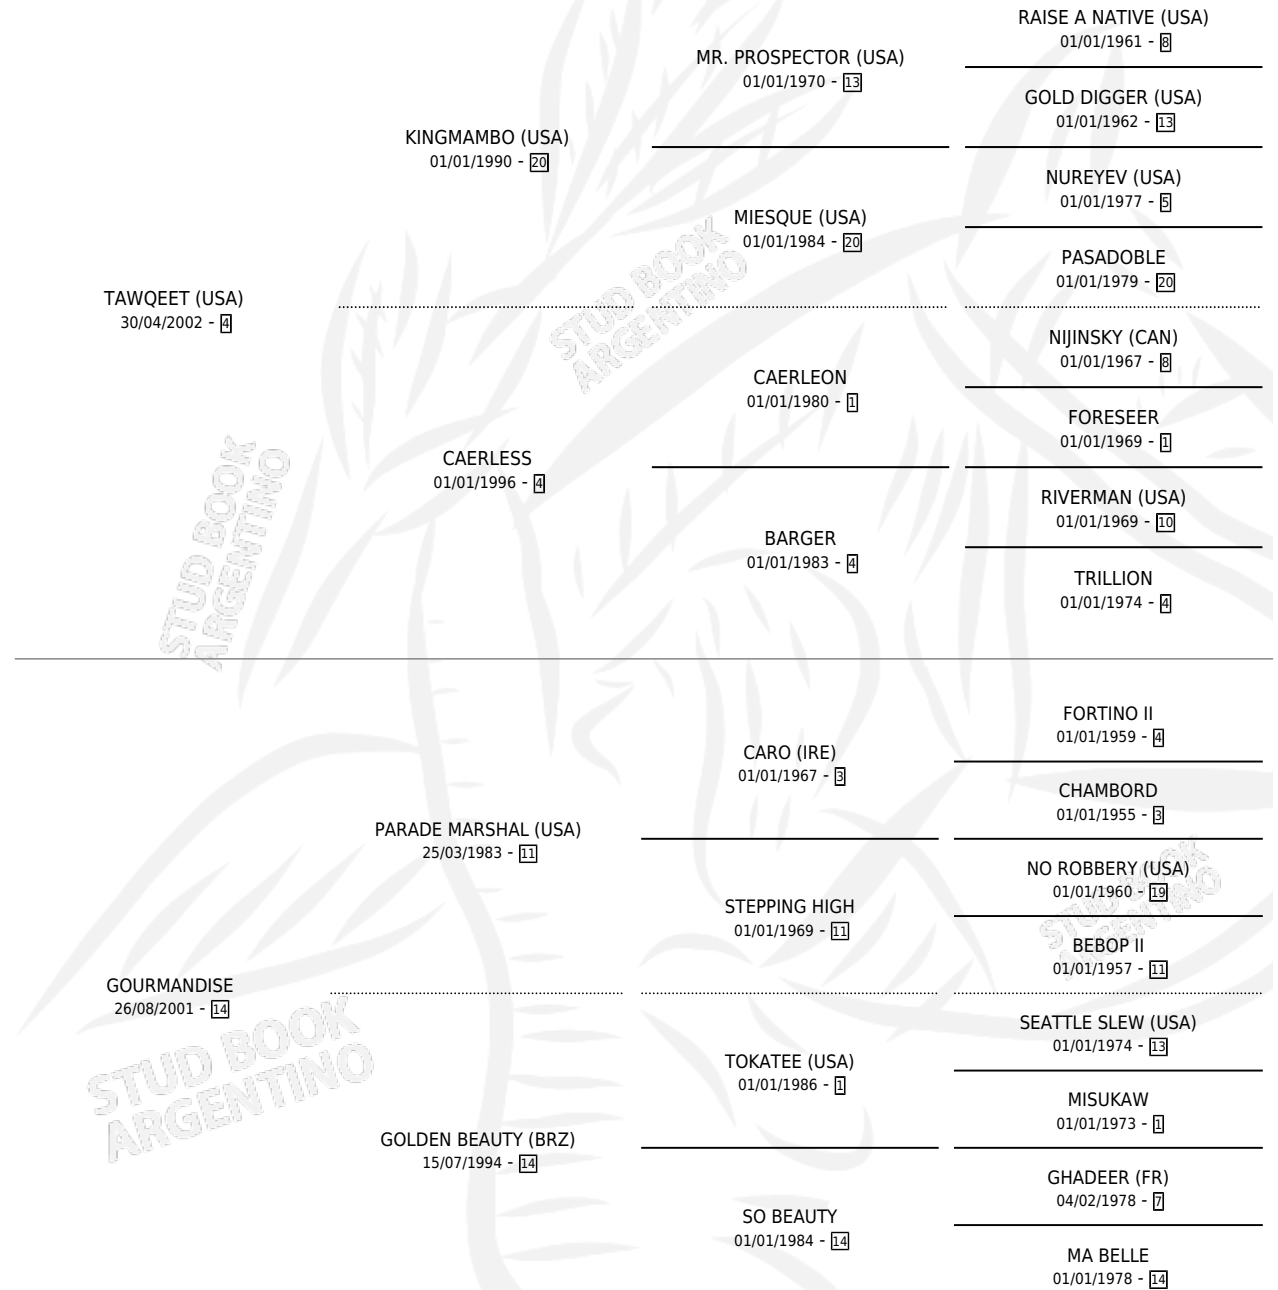 RAISE A NATIVE (USA)
01/01/1961 - 8
MR. PROSPECTOR (USA)
01/01/1970 - 13
GOLD DIGGER (USA)
01/01/1962 - 13
KINGMAMBO (USA)
01/01/1990 - 20
NUREYEV (USA)
01/01/1977 - 5
MIESQUE (USA)
01/01/1984 - 20
PASADOBLE
01/01/1979 - 20
TAWQEET (USA)
30/04/2002 - 4
STUD BOOK
ARGENTINO
NIJINSKY (CAN)
01/01/1967 - 8
CAERLEON
01/01/1980 - 1
FORESEER
01/01/1969 - 1
CAERLESS
01/01/1996 - 4
RIVERMAN (USA)
01/01/1969 - 10
BARGER
01/01/1983 - 4
TRILLION
01/01/1974 - 4
STUD BOOK
ARGENTINO
FORTINO II
01/01/1959 - 4
CARO (IRE)
01/01/1967 - 3
CHAMBORD
01/01/1955 - 3
PARADE MARSHAL (USA)
25/03/1983 - 11
NO ROBBERY (USA)
01/01/1960 - 19
STEPPING HIGH
01/01/1969 - 11
STUD BOOK
ARGENTINO
BEBOP II
01/01/1957 - 11
GOURMANDISE
26/08/2001 - 14
STUD BOOK
ARGENTINO
SEATTLE SLEW (USA)
01/01/1974 - 13
TOKATEE (USA)
01/01/1986 - 1
MISUKAW
01/01/1973 - 1
GOLDEN BEAUTY (BRZ)
15/07/1994 - 14
GHADEER (FR)
04/02/1978 - 7
SO BEAUTY
01/01/1984 - 14
MA BELLE
01/01/1978 - 14